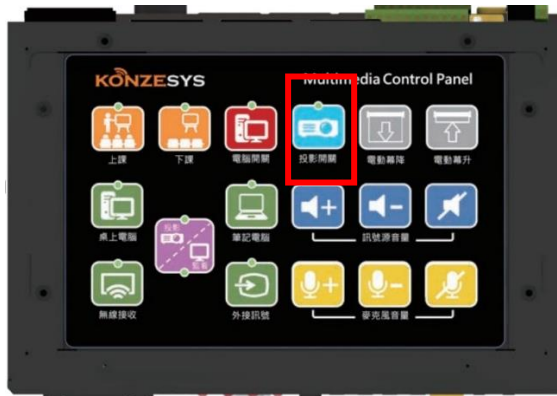 KONZESYS
Multimedia Control Panel
上課
下課
電腦開關
投影開關
電動幕降
電動幕升
桌上電腦
投影
筆記電腦
訊號源音量
無線接收
外接訊號
麥克風音量